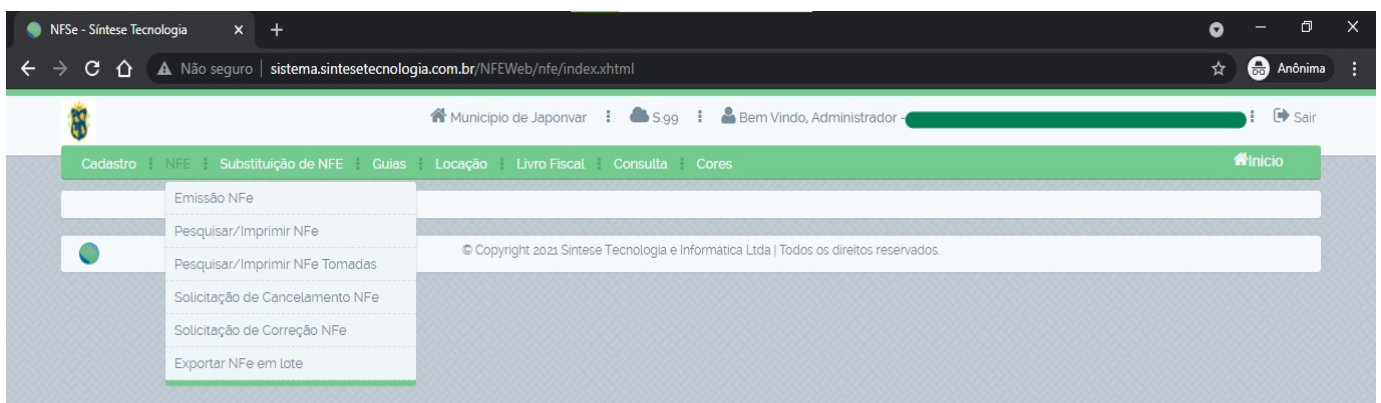 NFSe - Síntese Tecnologia
Não seguro | sistema.sintesetecnologia.com.br/NFEWeb/nfe/index.xhtml
Anônima
Município de Japonvar
S.99
Bem Vindo, Administrador -
Sair
Cadastro NFE Substituição de NFE Guias Locação Livro Fiscal Consulta Cores
Início
Emissão NFe
Pesquisar/Imprimir NFe
Pesquisar/Imprimir NFe Tomadas
Solicitação de Cancelamento NFe
Solicitação de Correção NFe
Exportar NFe em lote
© Copyright 2021 Síntese Tecnologia e Informática Ltda | Todos os direitos reservados.